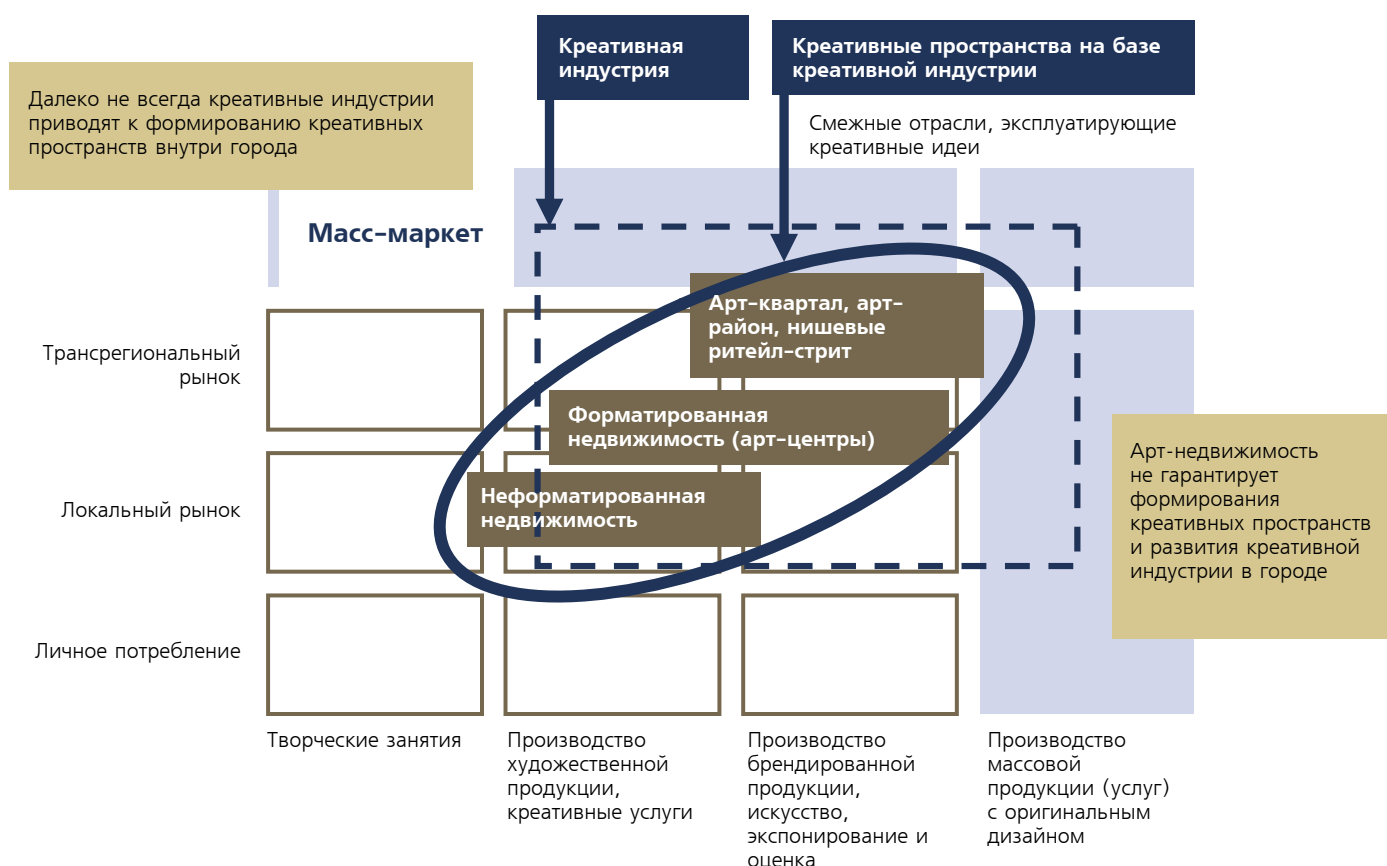 Креативная
индустрия
Креативные пространства на базе
креативной индустрии
Далеко не всегда креативные индустрии
приводят к формированию креативных
пространств внутри города
Смежные отрасли, эксплуатирующие
креативные идеи
Масс–маркет
Арт–квартал, арт–
район, нишевые
ритейл–стрит
Трансрегиональный
рынок
Форматированная
недвижимость (арт–центры)
Арт-недвижимость
не гарантирует
формирования
креативных пространств
и развития креативной
индустрии в городе
Неформатированная
недвижимость
Локальный рынок
Личное потребление
Творческие занятия
Производство
художественной
продукции,
креативные услуги
Производство
брендированной
продукции,
искусство,
экспонирование и
оценка
Производство
массовой
продукции (услуг)
с оригинальным
дизайном